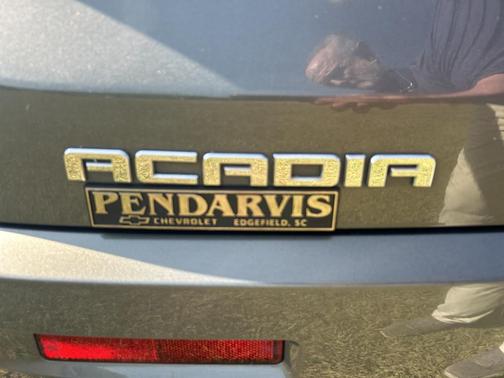 ACADIA
PENDARVIS
CHEVROLET EDGEFIELD, SC